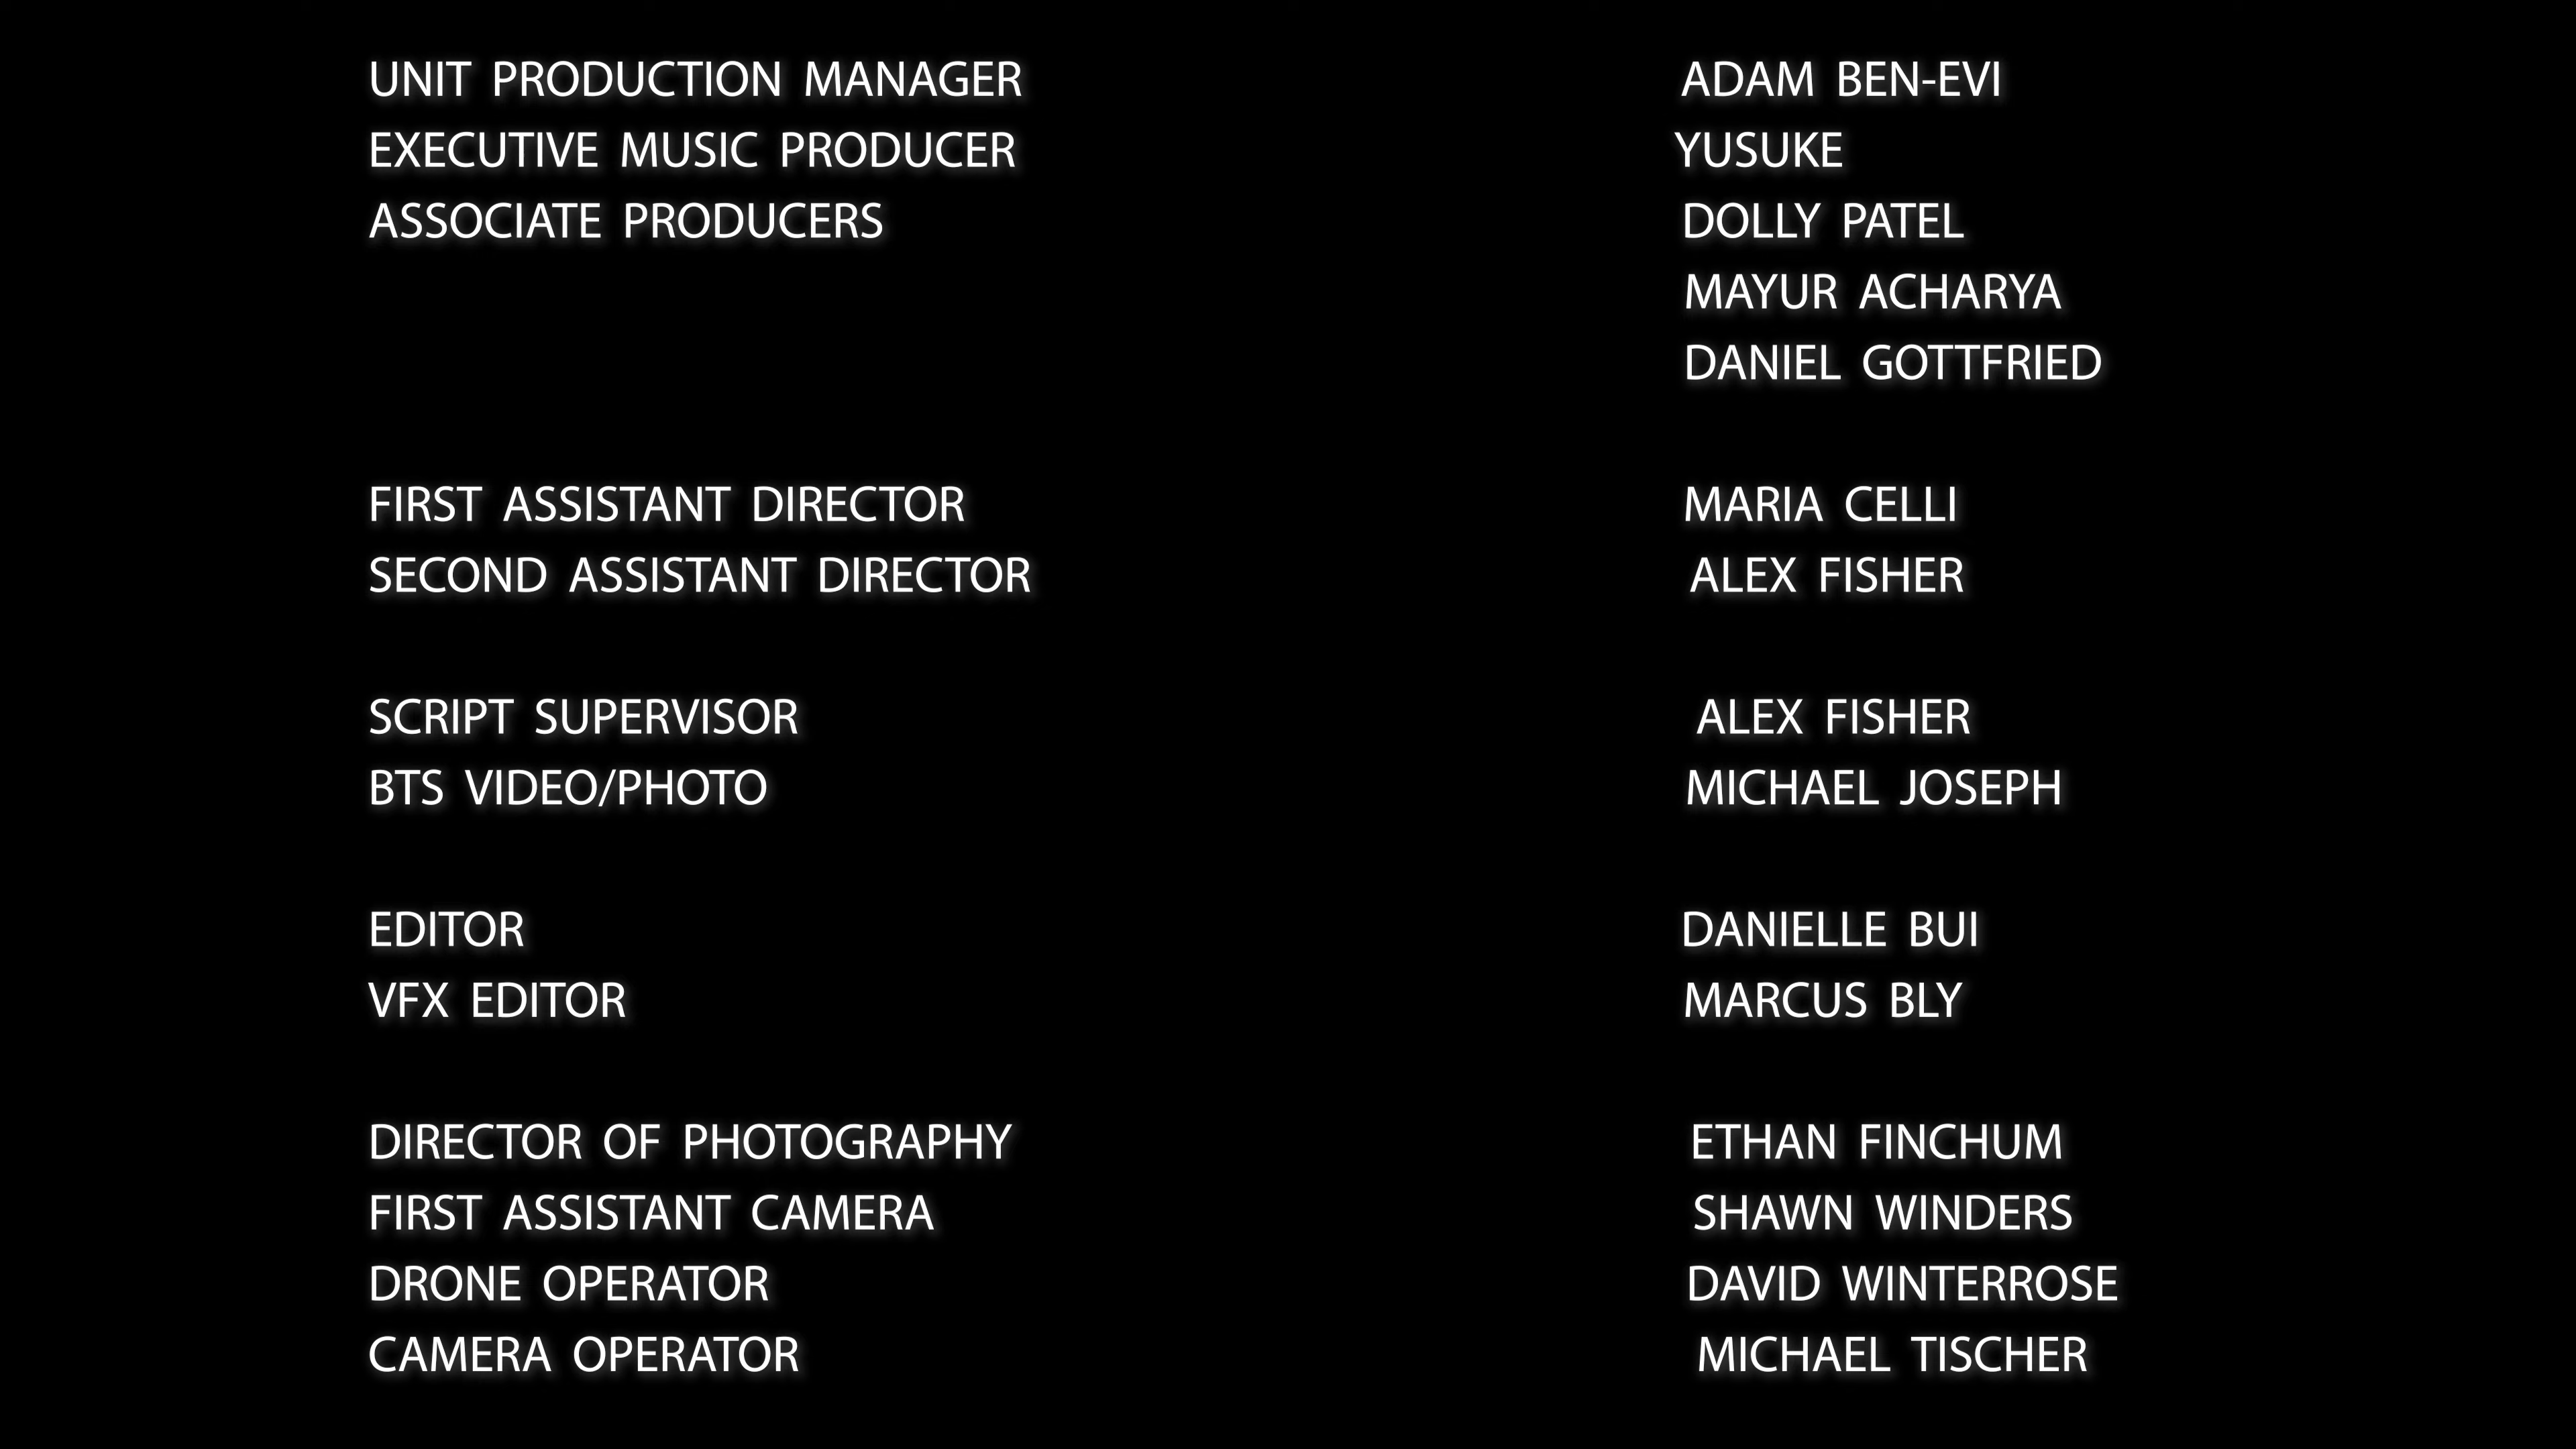 UNIT PRODUCTION MANAGER ADAM BEN-EVI
EXECUTIVE MUSIC PRODUCER YUSUKE
ASSOCIATE PRODUCERS DOLLY PATEL
MAYUR ACHARYA
DANIEL GOTTFRIED
FIRST ASSISTANT DIRECTOR MARIA CELLI
SECOND ASSISTANT DIRECTOR ALEX FISHER
SCRIPT SUPERVISOR ALEX FISHER
BTS VIDEO/PHOTO MICHAEL JOSEPH
EDITOR DANIELLE BUI
VFX EDITOR MARCUS BLY
DIRECTOR OF PHOTOGRAPHY ETHAN FINCHUM
FIRST ASSISTANT CAMERA SHAWN WINDERS
DRONE OPERATOR DAVID WINTERROSE
CAMERA OPERATOR MICHAEL TISCHER